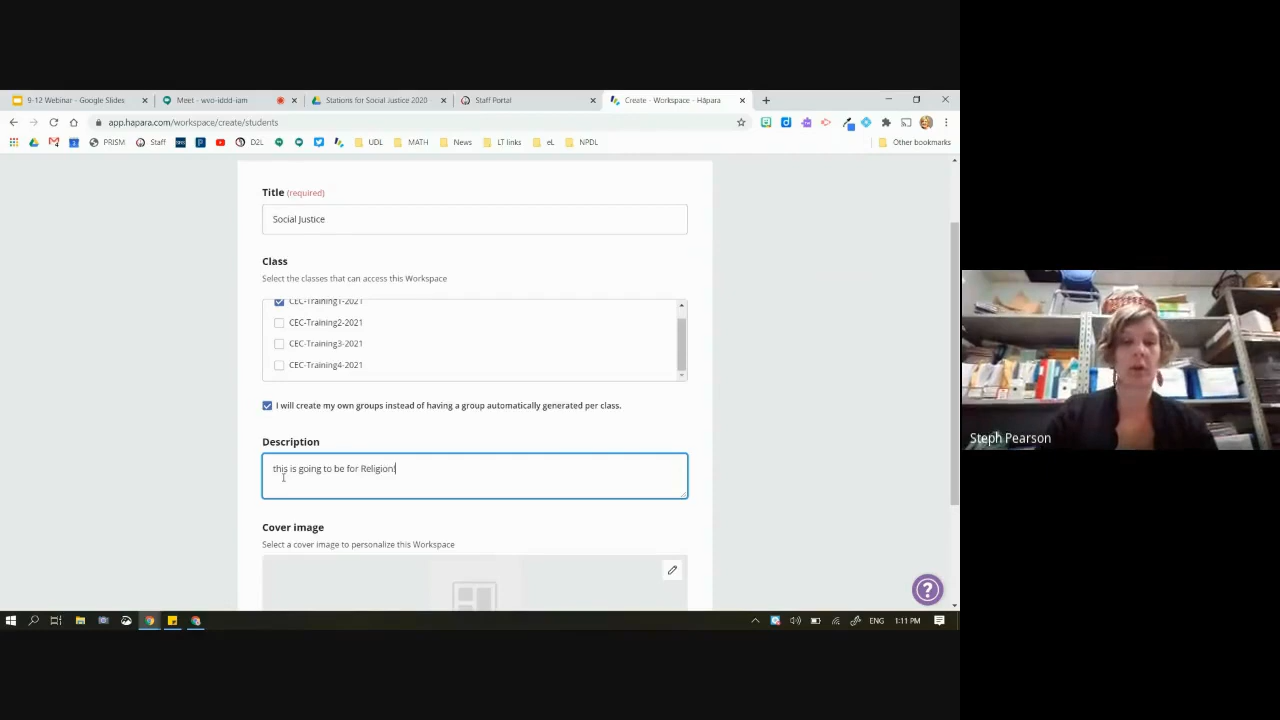 9-12 Webinar - Google Slides
Meet - wvo-iddd-iam
Stations for Social Justice 2020
Staff Portal
Create - Workspace - Hāpara
app.hapara.com/workspace/create/students
PRISM
Staff
D2L
UDL
MATH
News
LT links
eL
NPDL
Other bookmarks
Title (required)
Social Justice
Class
Select the classes that can access this Workspace
CEC-Training1-2021
CEC-Training2-2021
CEC-Training3-2021
CEC-Training4-2021
I will create my own groups instead of having a group automatically generated per class.
Description
this is going to be for Religion!
Cover image
Select a cover image to personalize this Workspace
Steph Pearson
ENG
1:11 PM